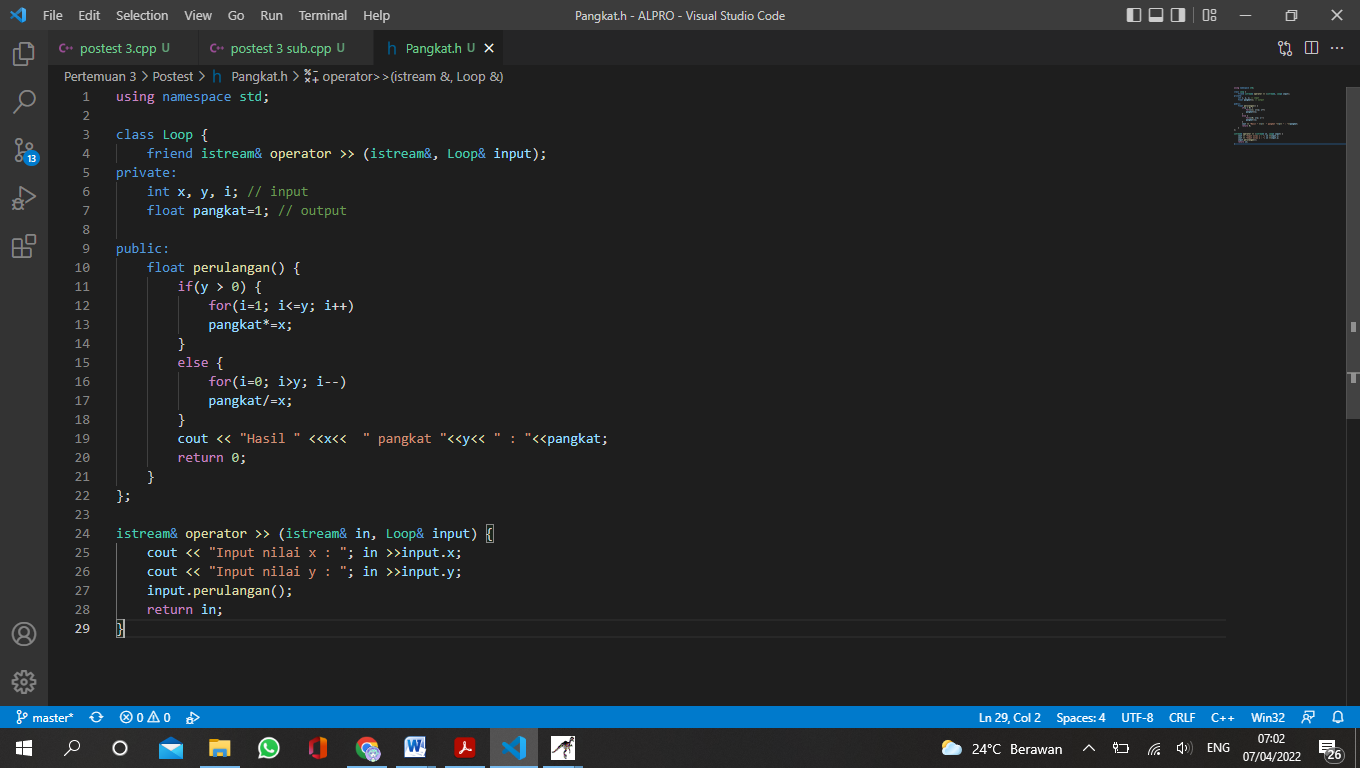 File Edit Selection View Go Run Terminal Help Pangkat.h - ALPRO - Visual Studio Code
postest 3.cpp U postest 3 sub.cpp U h Pangkat.h U
Pertemuan 3 > Postest > h Pangkat.h > operator>>(istream &, Loop &)
1 using namespace std;
2
3 class Loop {
4 friend istream& operator >> (istream&, Loop& input);
5 private:
6 int x, y, i; // input
7 float pangkat=1; // output
8
9 public:
10 float perulangan() {
11 if(y > 0) {
12 for(i=1; i<=y; i++)
13 pangkat*=x;
14 }
15 else {
16 for(i=0; i>y; i--)
17 pangkat/=x;
18 }
19 cout << "Hasil " <<x<<  " pangkat "<<y<< " : "<<pangkat;
20 return 0;
21 }
22 };
23
24 istream& operator >> (istream& in, Loop& input) {
25 cout << "Input nilai x : "; in >>input.x;
26 cout << "Input nilai y : "; in >>input.y;
27 input.perulangan();
28 return in;
29 }
13
master* 0 0 Ln 29, Col 2 Spaces: 4 UTF-8 CRLF C++ Win32
24°C Berawan ENG 07:02
07/04/2022 26